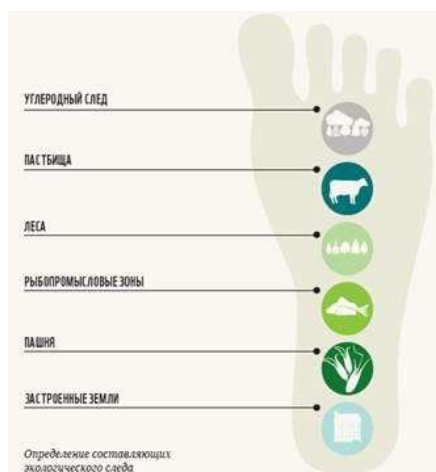 УГЛЕРОДНЫЙ СЛЕД
ПАСТБИЩА
ЛЕСА
РЫБОПРОМЫСЛОВЫЕ ЗОНЫ
ПАШНЯ
ЗАСТРОЕННЫЕ ЗЕМЛИ
Определение составляющих
экологического следа